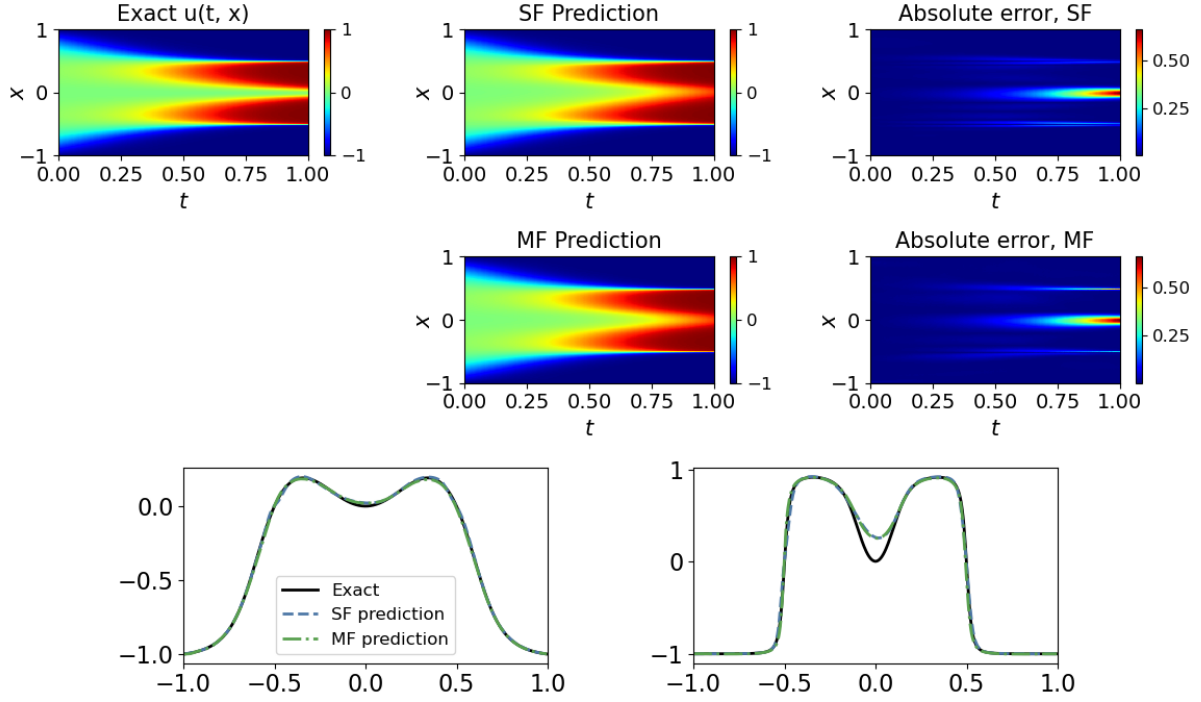 Exact u(t, x)
SF Prediction
Absolute error, SF
1
0
−1
x
0.00 0.25 0.50 0.75 1.00
t
1
0
−1
1
0
−1
x
0.00 0.25 0.50 0.75 1.00
t
1
0
−1
1
0
−1
x
0.00 0.25 0.50 0.75 1.00
t
0.50
0.25
MF Prediction
Absolute error, MF
1
0
−1
x
0.00 0.25 0.50 0.75 1.00
t
1
0
−1
1
0
−1
x
0.00 0.25 0.50 0.75 1.00
t
0.50
0.25
0.0
−0.5
−1.0
−1.0 −0.5 0.0 0.5 1.0
Exact
SF prediction
MF prediction
1
0
−1
−1.0 −0.5 0.0 0.5 1.0